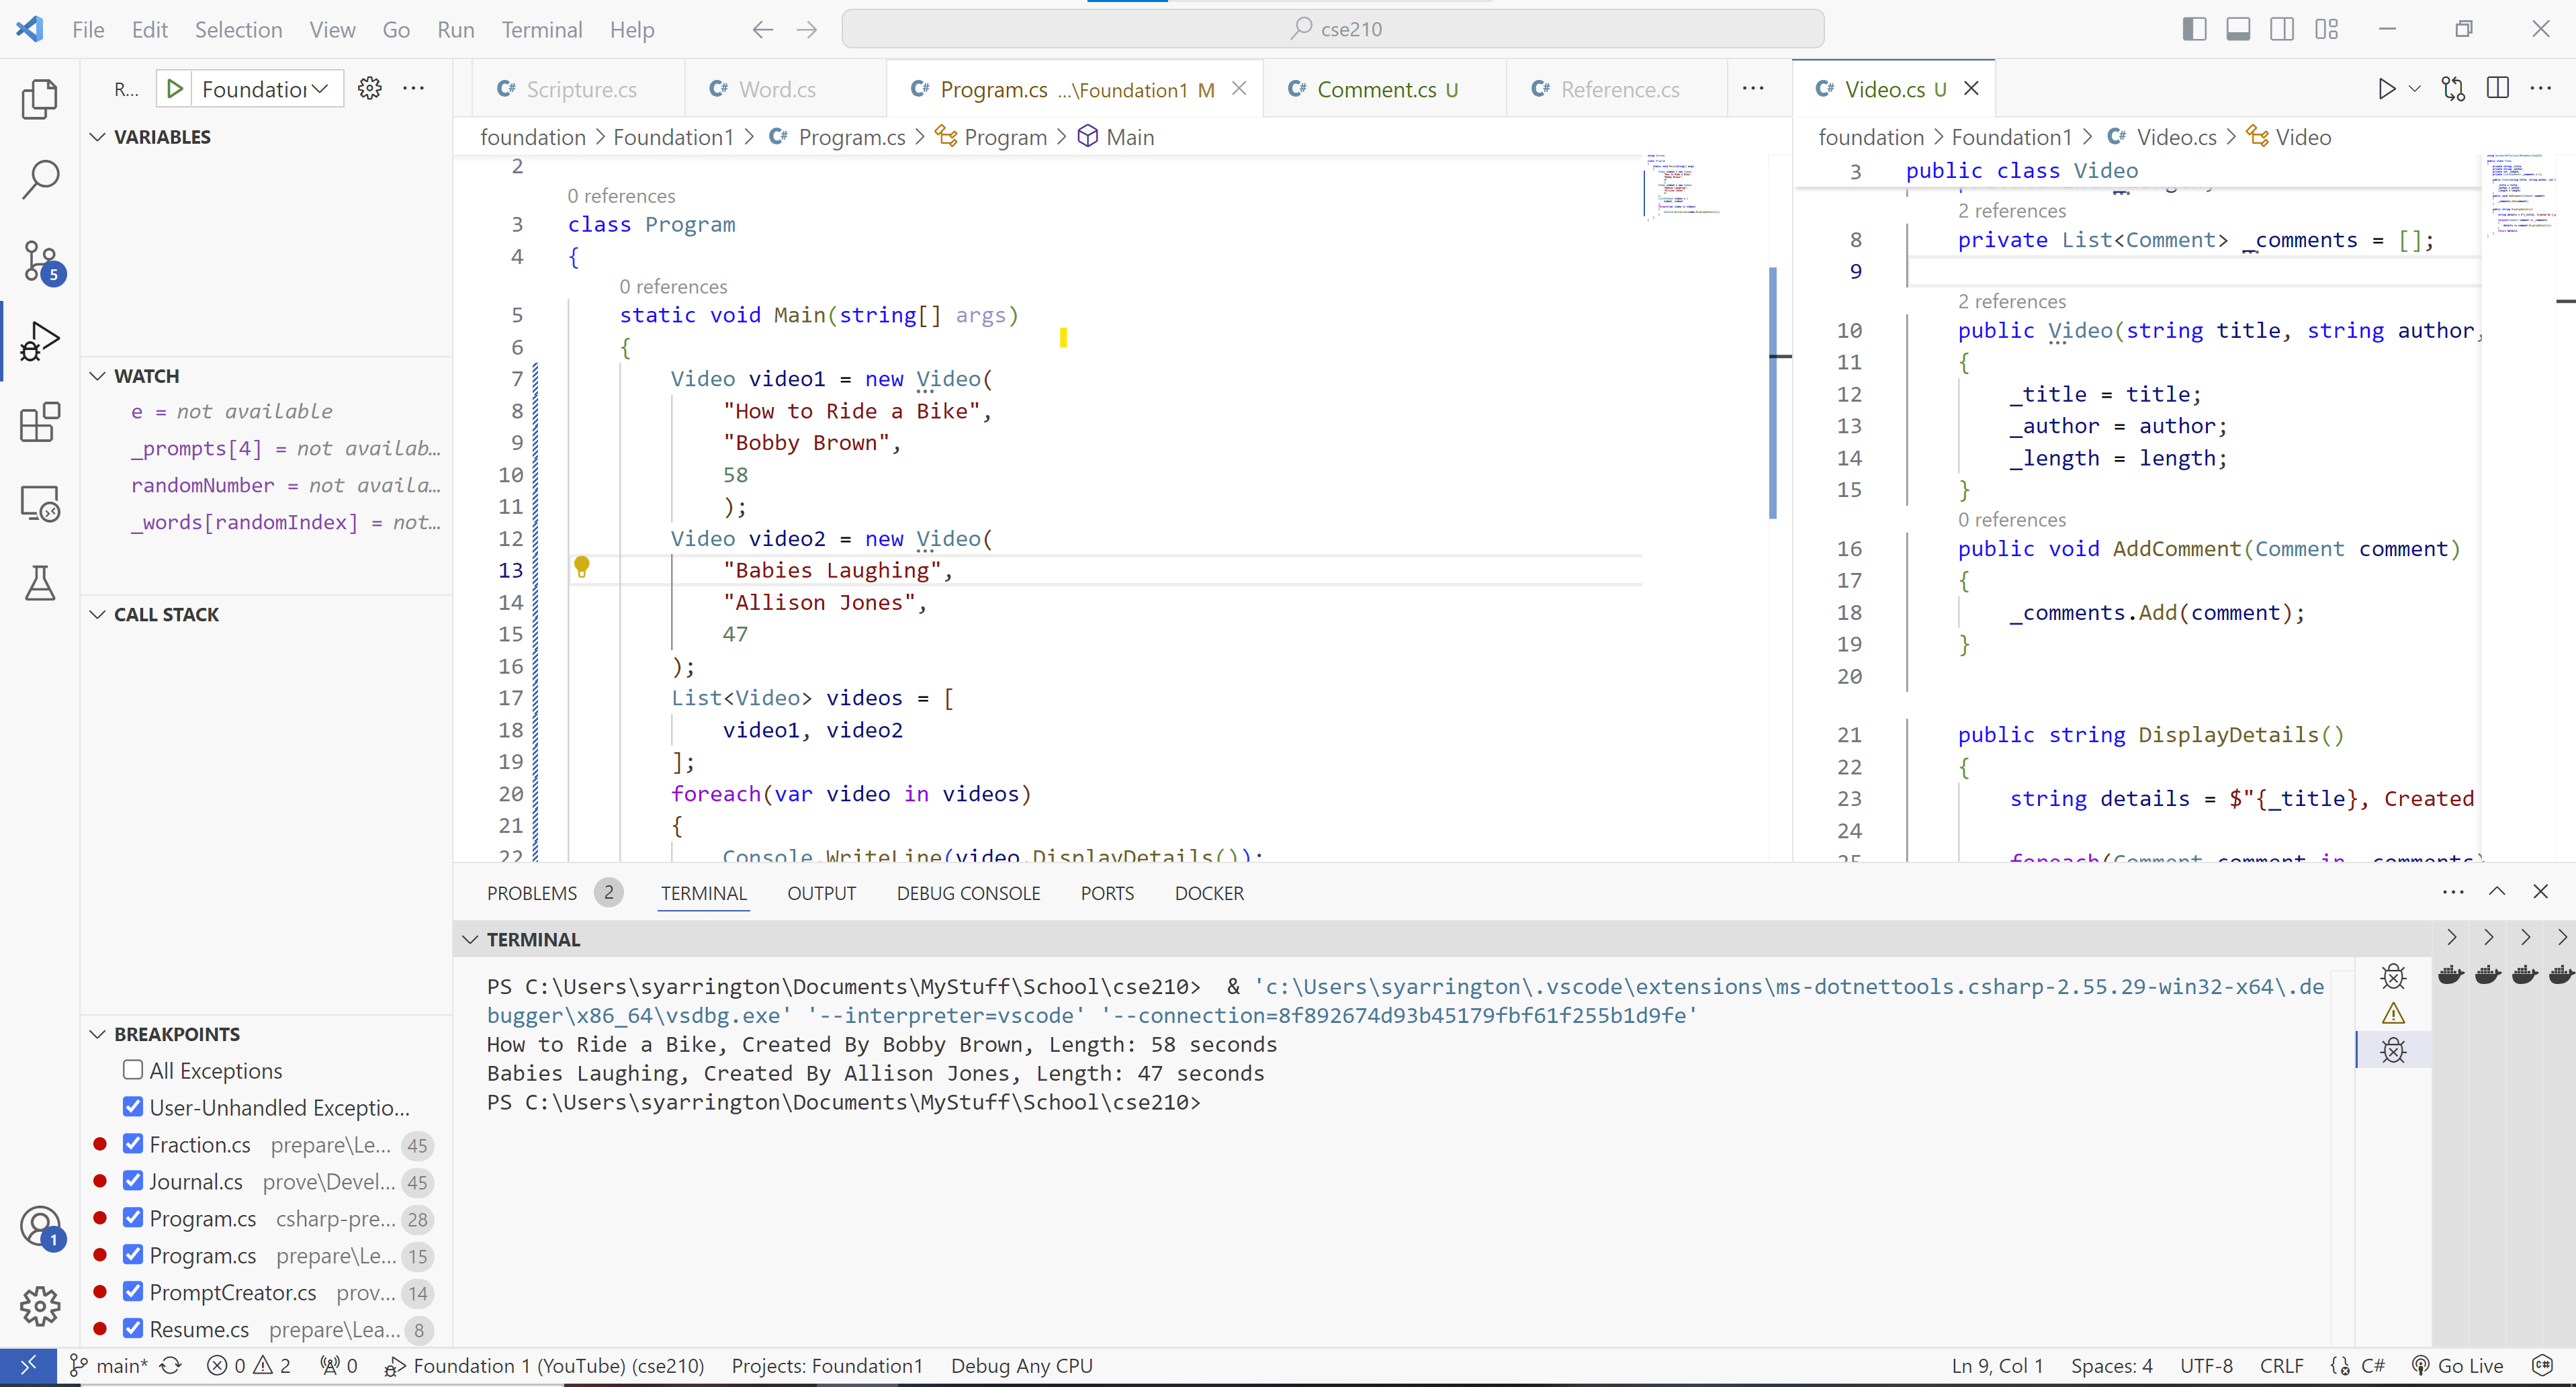 File Edit Selection View Go Run Terminal Help cse210
R... Foundation
Scripture.cs Word.cs Program.cs ...\Foundation1 M Comment.cs U Reference.cs ... Video.cs U
VARIABLES
WATCH
e = not available
_prompts[4] = not availab...
randomNumber = not availa...
_words[randomIndex] = not...
CALL STACK
BREAKPOINTS
All Exceptions
User-Unhandled Exceptio...
Fraction.cs prepare\Le... 45
Journal.cs prove\Devel... 45
Program.cs csharp-pre... 28
Program.cs prepare\Le... 15
PromptCreator.cs prov... 14
Resume.cs prepare\Lea... 8
5
1
foundation > Foundation1 > Program.cs > Program > Main
2
0 references
3 class Program
4 {
0 references
5 static void Main(string[] args)
6 {
7 Video video1 = new Video(
8 "How to Ride a Bike",
9 "Bobby Brown",
10 58
11 );
12 Video video2 = new Video(
13 "Babies Laughing",
14 "Allison Jones",
15 47
16 );
17 List<Video> videos = [
18 video1, video2
19 ];
20 foreach(var video in videos)
21 {
22 Console.WriteLine(video.DisplayDetails());
foundation > Foundation1 > Video.cs > Video
3 public class Video
2 references
8 private List<Comment> _comments = [];
9
2 references
10 public Video(string title, string author,
11 {
12 _title = title;
13 _author = author;
14 _length = length;
15 }
0 references
16 public void AddComment(Comment comment)
17 {
18 _comments.Add(comment);
19 }
20
21 public string DisplayDetails()
22 {
23 string details = $"{_title}, Created
24
25 foreach(Comment comment in _comments)
PROBLEMS 2 TERMINAL OUTPUT DEBUG CONSOLE PORTS DOCKER
TERMINAL
PS C:\Users\syarrington\Documents\MyStuff\School\cse210> & 'c:\Users\syarrington\.vscode\extensions\ms-dotnettools.csharp-2.55.29-win32-x64\.de
bugger\x86_64\vsdbg.exe' '--interpreter=vscode' '--connection=8f892674d93b45179fbf61f255b1d9fe'
How to Ride a Bike, Created By Bobby Brown, Length: 58 seconds
Babies Laughing, Created By Allison Jones, Length: 47 seconds
PS C:\Users\syarrington\Documents\MyStuff\School\cse210>
main* 0 2 0 Foundation 1 (YouTube) (cse210) Projects: Foundation1 Debug Any CPU Ln 9, Col 1 Spaces: 4 UTF-8 CRLF C# Go Live